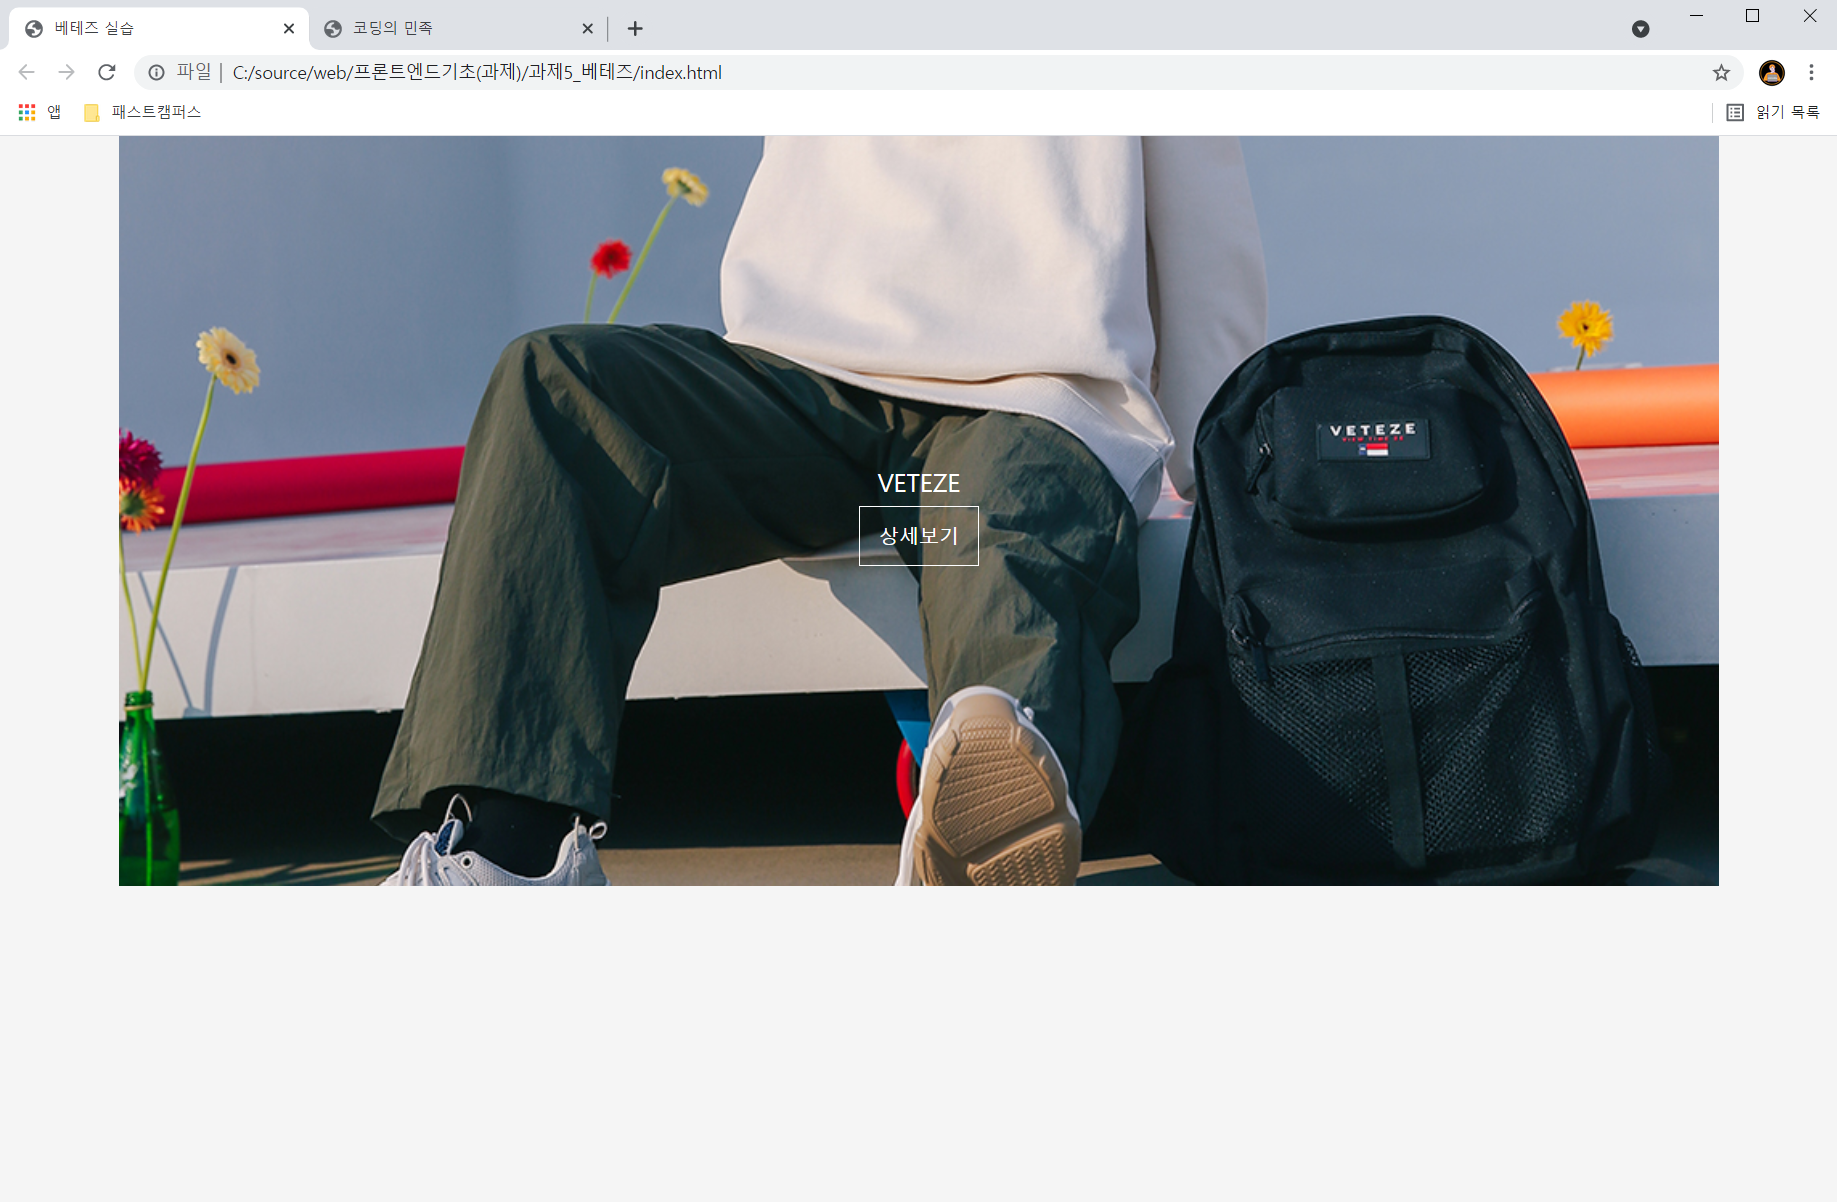 베테즈 실습
코딩의 민족
파일 | C:/source/web/프론트엔드기초(과제)/과제5_베테즈/index.html
앱
패스트캠퍼스
읽기 목록
VETEZE
VETEZE
상세보기